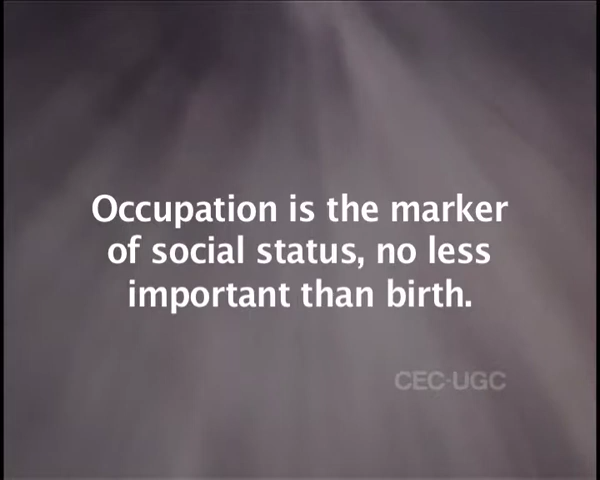 Occupation is the marker
of social status, no less
important than birth.
CEC-UGC